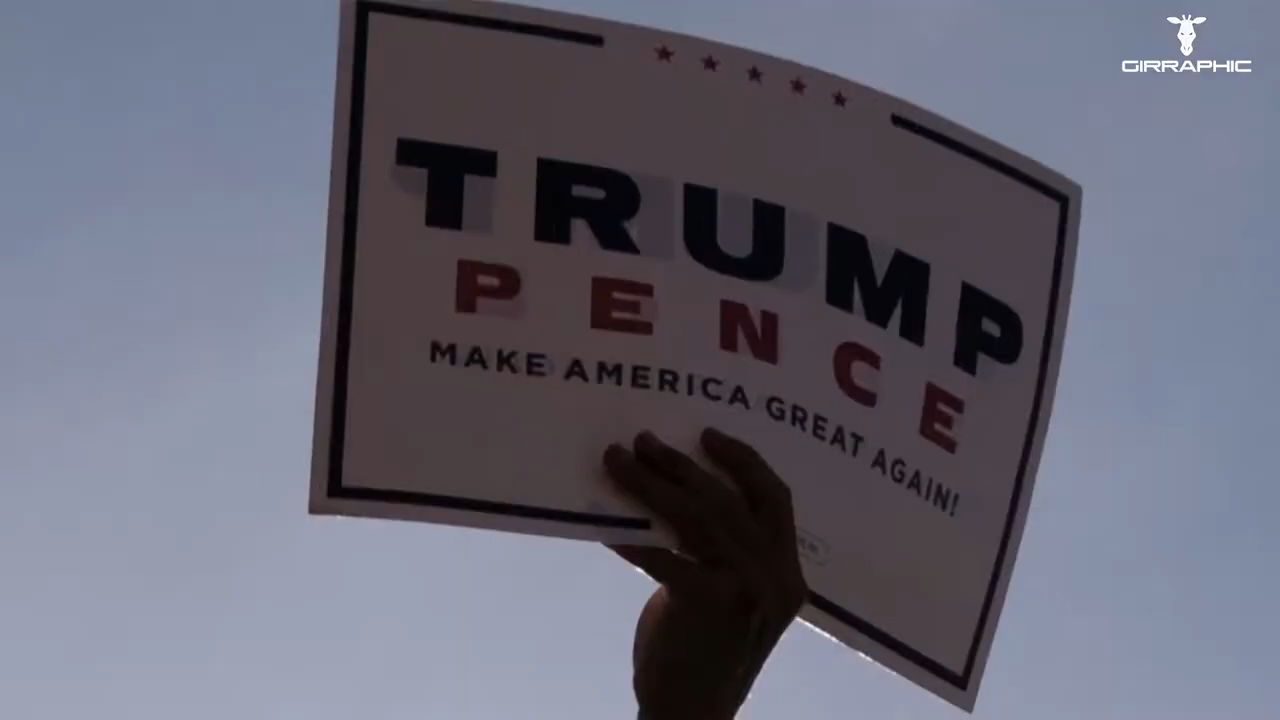 GIRRAPHIC
TRUMP
PENCE
MAKE AMERICA GREAT AGAIN!